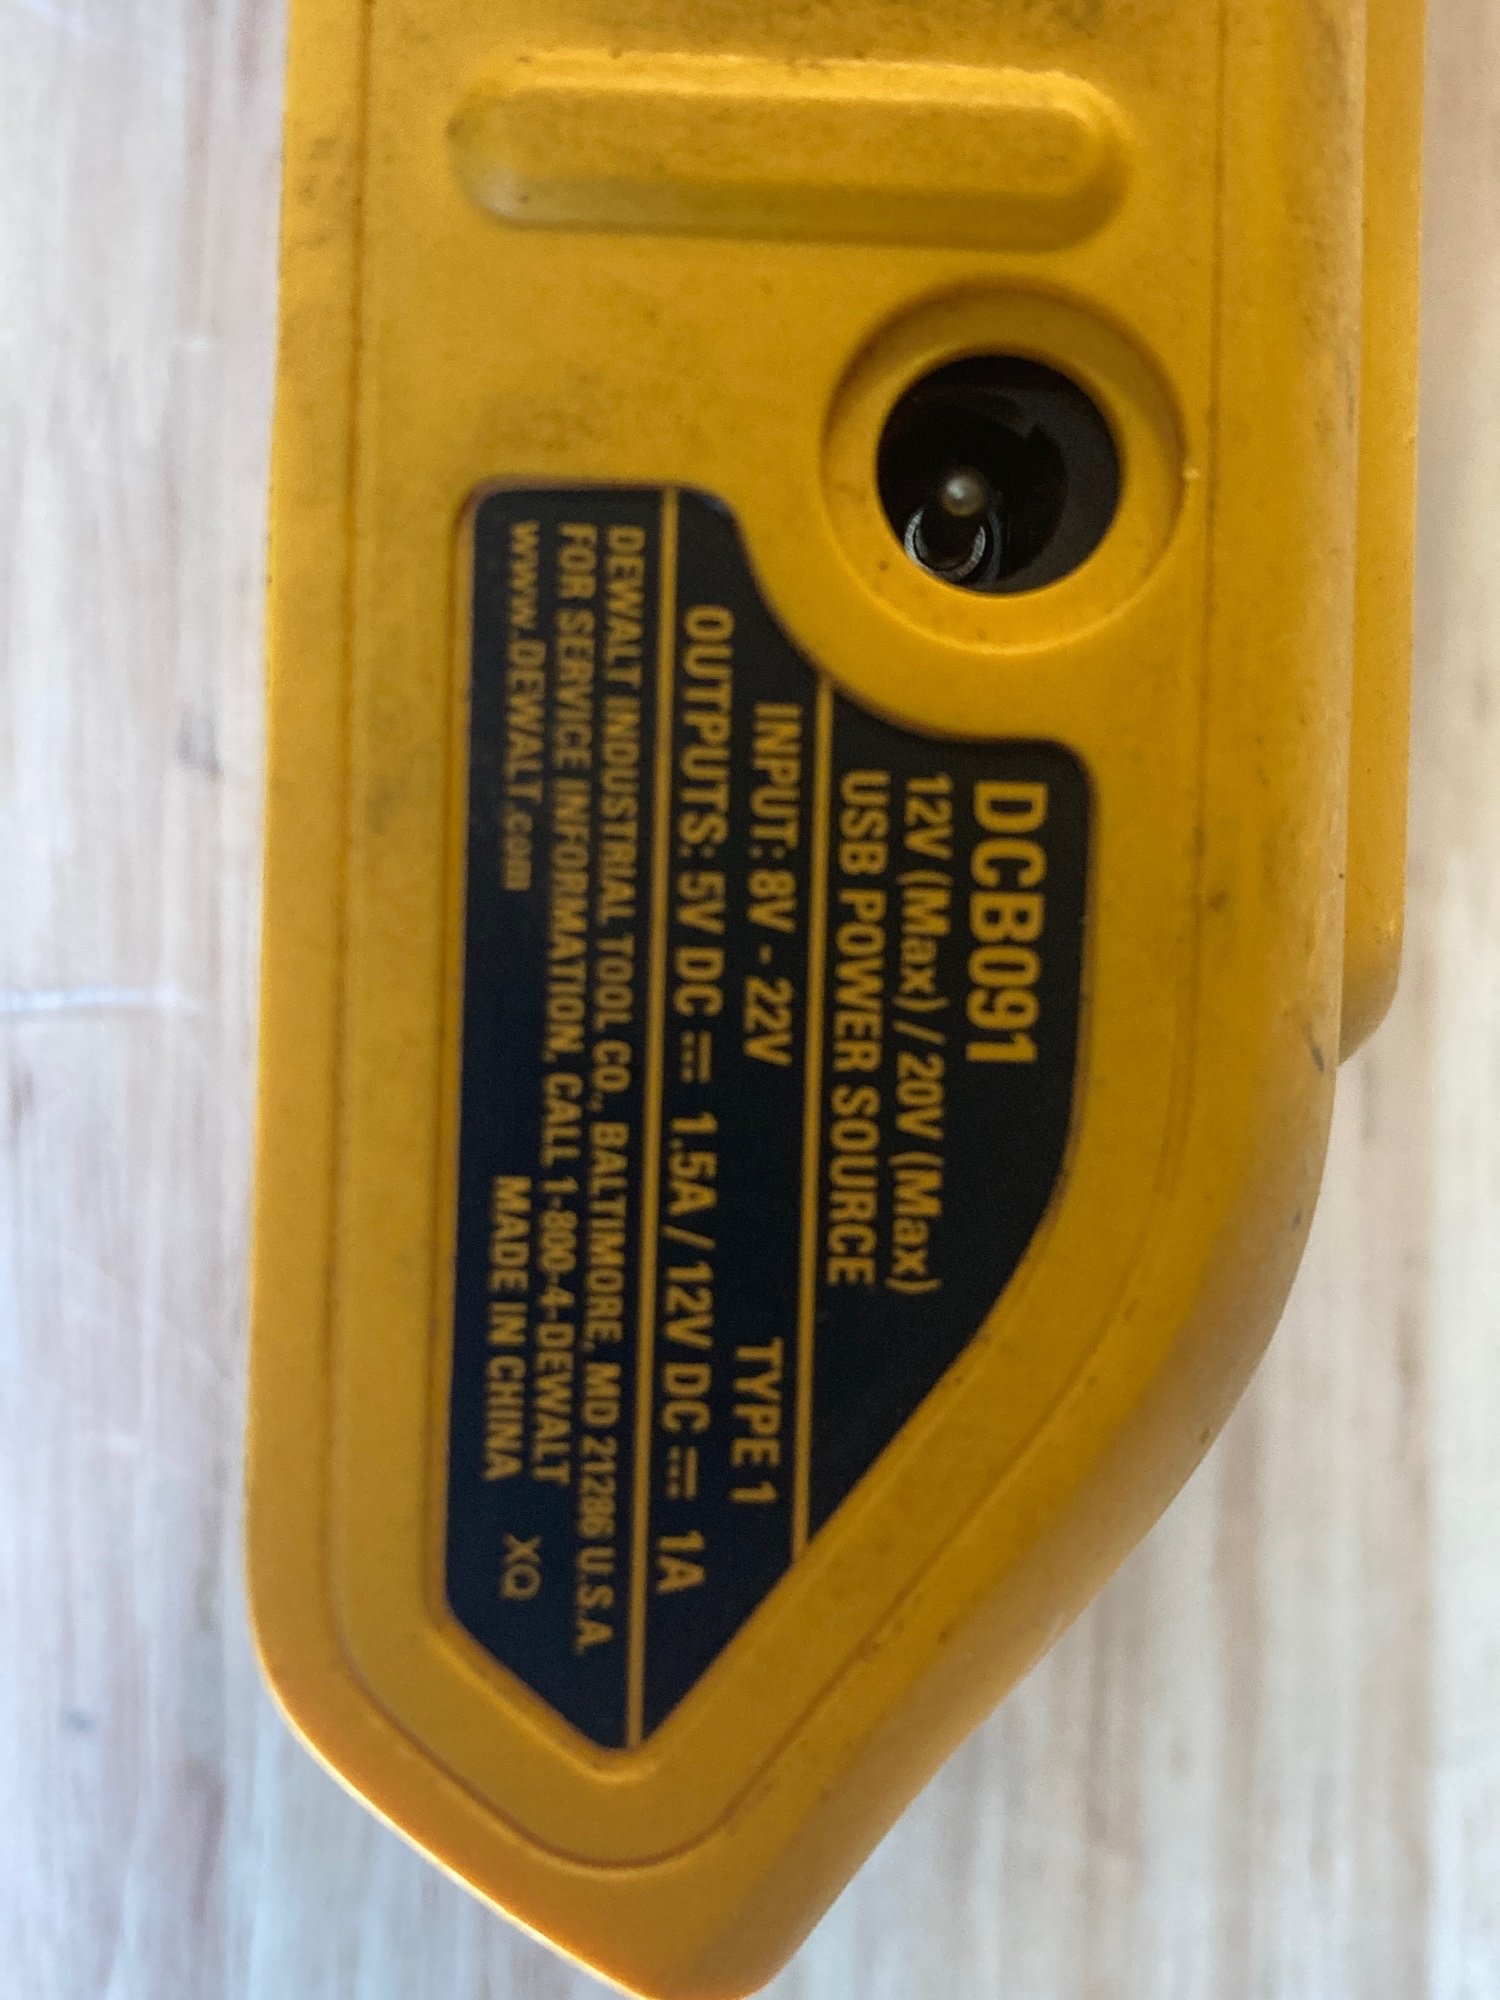 DCB091
12V (Max) / 20V (Max)
USB POWER SOURCE
INPUT: 8V - 22V TYPE 1
OUTPUTS: 5V DC ⎓ 1.5A / 12V DC ⎓ 1A
DEWALT INDUSTRIAL TOOL CO., BALTIMORE, MD 21286 U.S.A.
FOR SERVICE INFORMATION, CALL 1-800-4-DEWALT
www.DEWALT.com MADE IN CHINA XQ